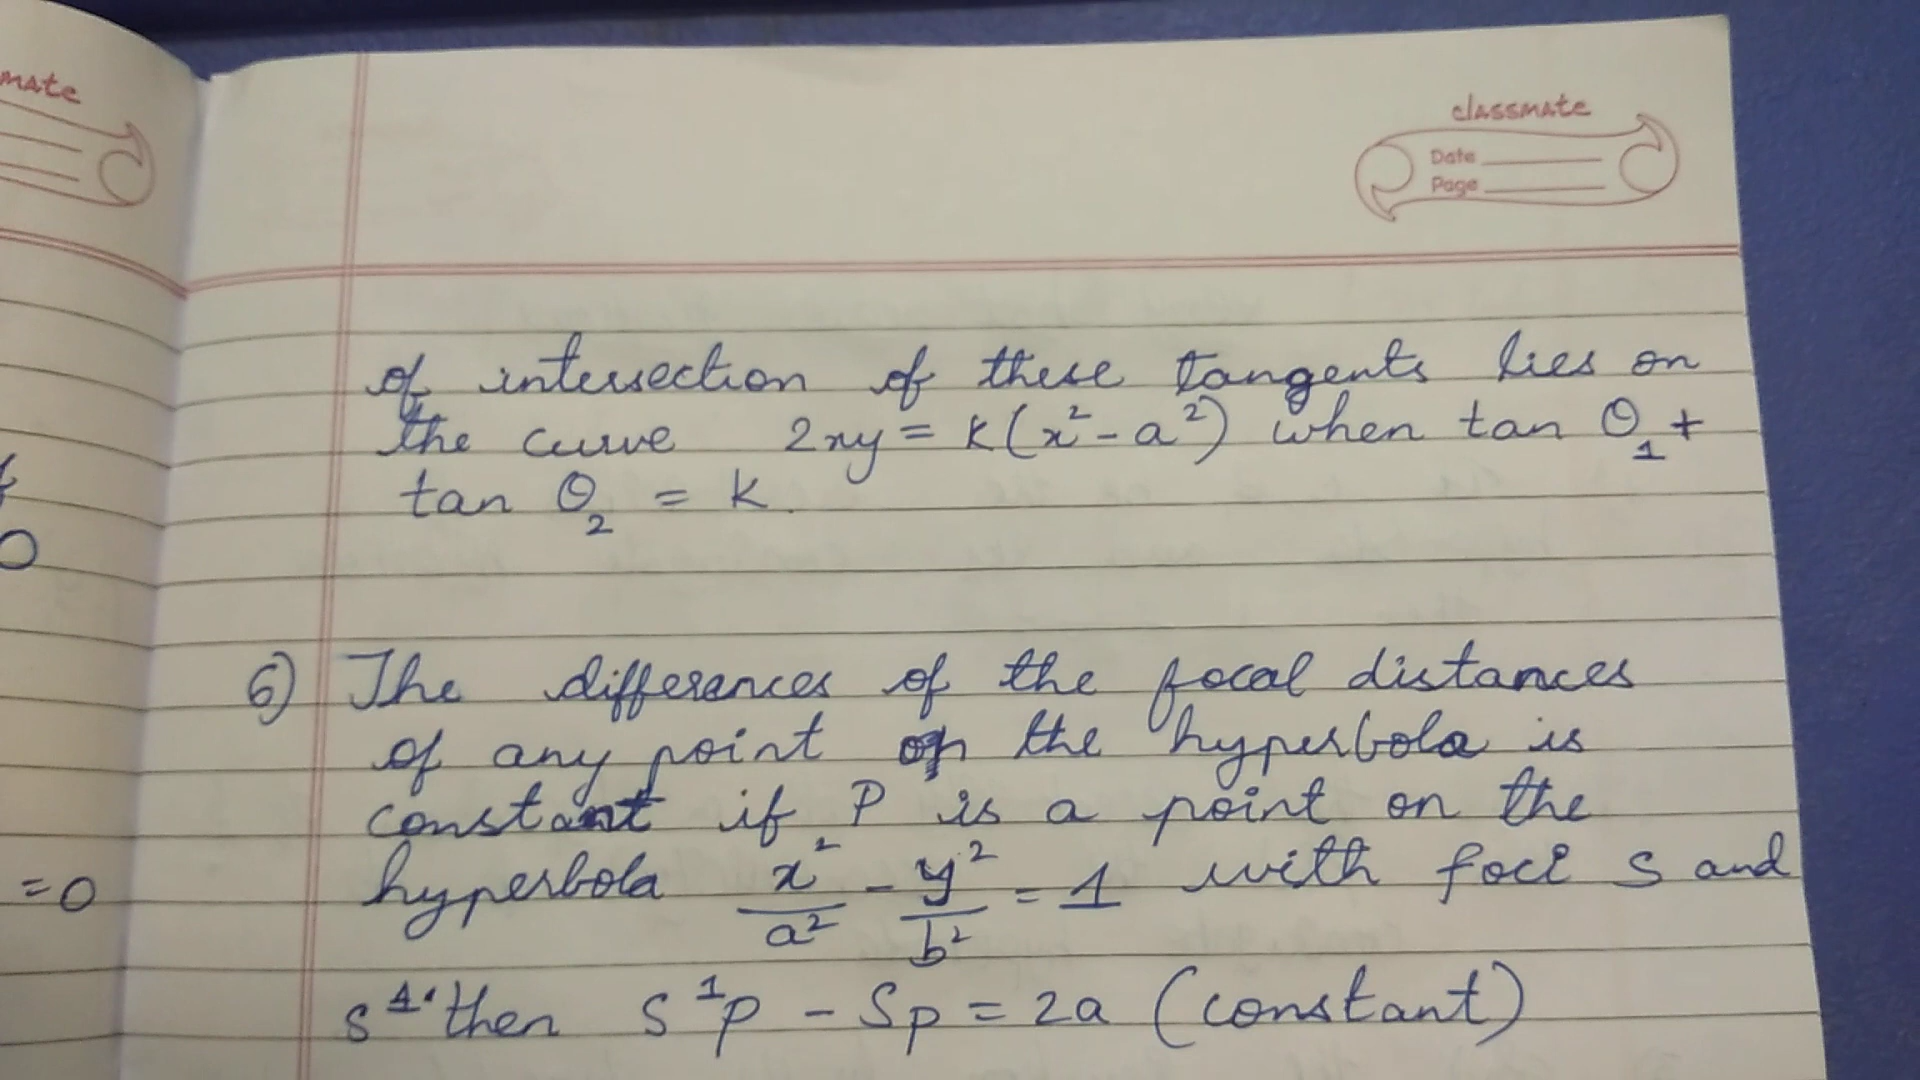 mate
classmate
Date
Page
of intersection of these tangents lies on
the curve 2xy = k(x² - a²) when tan θ₁ +
tan θ₂ = k.
0
6) The differences of the focal distances
of any point on the hyperbola is
constant if P is a point on the
hyperbola x²/a² - y²/b² = 1 with foci S and
= 0
S¹ then S¹p - Sp = 2a (constant)